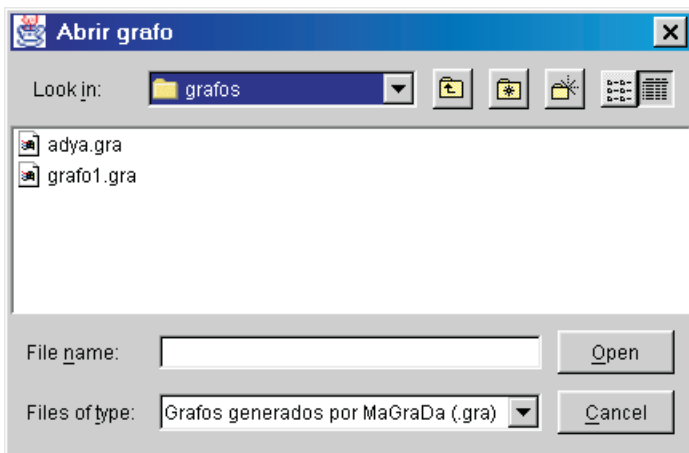 Abrir grafo
Look in: grafos
adya.gra
grafo1.gra
File name: Open
Files of type: Grafos generados por MaGraDa (.gra) Cancel